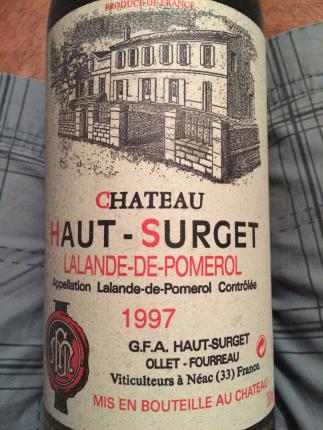 PRODUCT OF FRANCE
CHATEAU
HAUT-SURGET
LALANDE-DE-POMEROL
Appellation Lalande-de-Pomerol Contrôlée
1997
G.F.A. HAUT-SURGET
OLLET - FOURREAU
Viticulteurs à Néac (33) France.
MIS EN BOUTEILLE AU CHATEAU